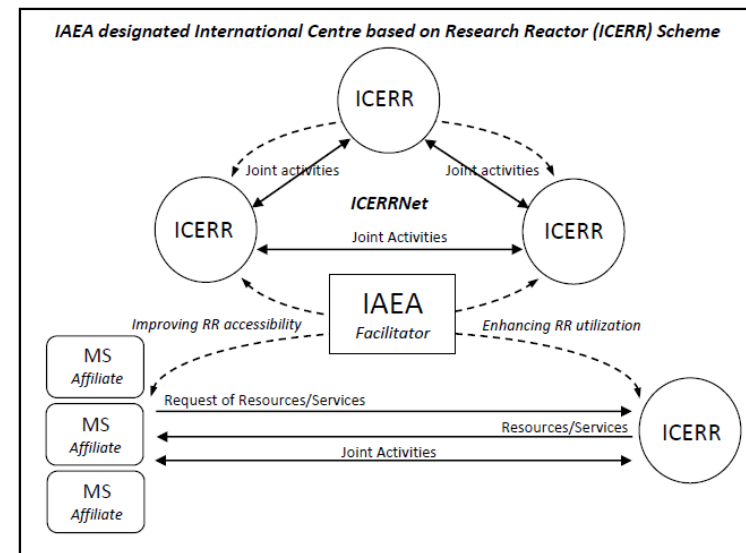 IAEA designated International Centre based on Research Reactor (ICERR) Scheme
ICERR
Joint activities
Joint activities
ICERRNet
ICERR
ICERR
Joint Activities
IAEA
Facilitator
Improving RR accessibility
Enhancing RR utilization
MS
Affiliate
Request of Resources/Services
MS
Affiliate
Resources/Services
ICERR
Joint Activities
MS
Affiliate